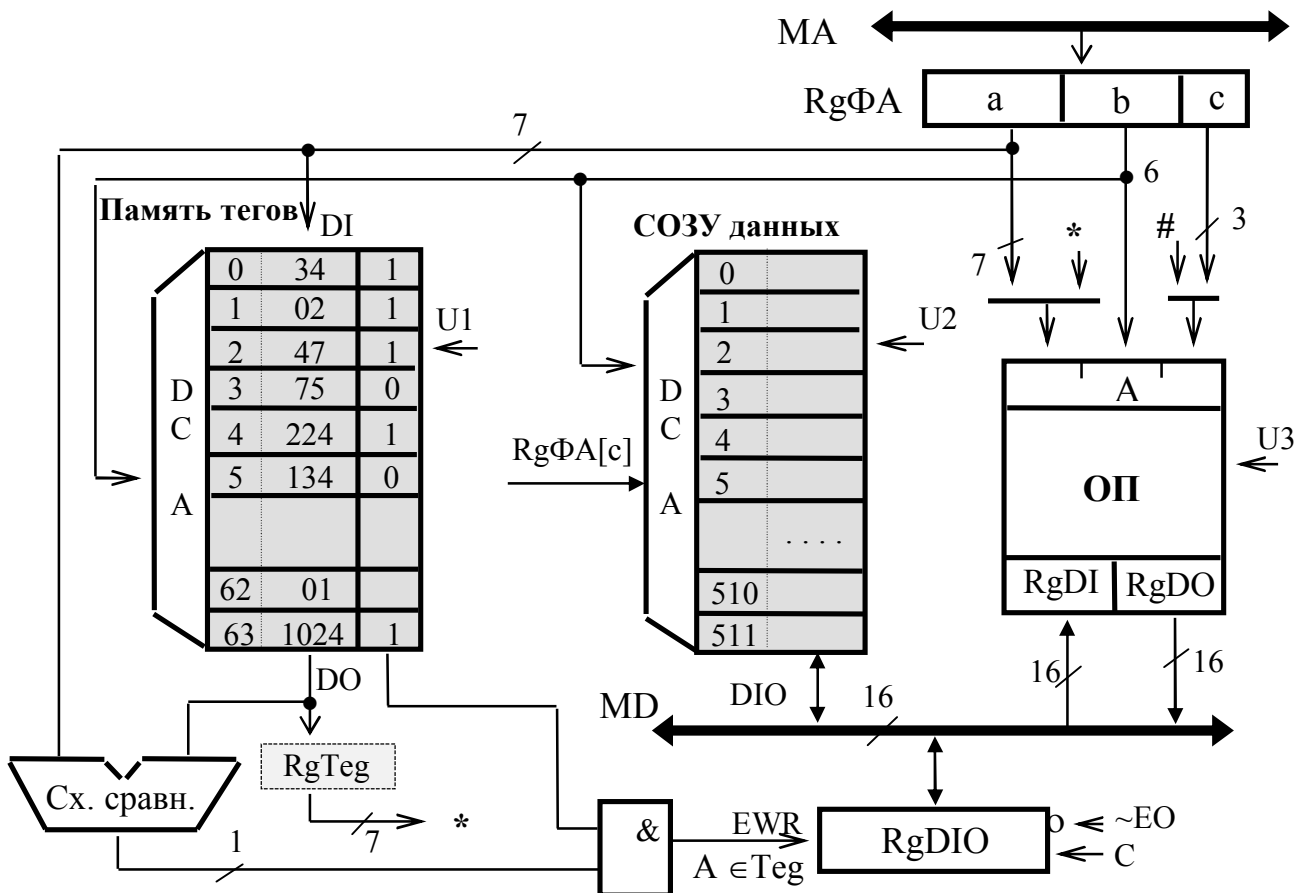 МА
RgФА a b c
7
6
Память тегов
DI
СОЗУ данных
* # 3
7
0 34 1
1 02 1
2 47 1
3 75 0
4 224 1
5 134 0
62 01
63 1024 1
D
C
A
U1
RgФА[c]
D
C
A
0
1
2
3
4
5
. . . .
510
511
U2
A
ОП
RgDI RgDO
U3
DO
DIO
16
16
MD
16
RgTeg
7
*
Сх. сравн.
1
&
EWR
A ∈Teg
RgDIO
~EO
C